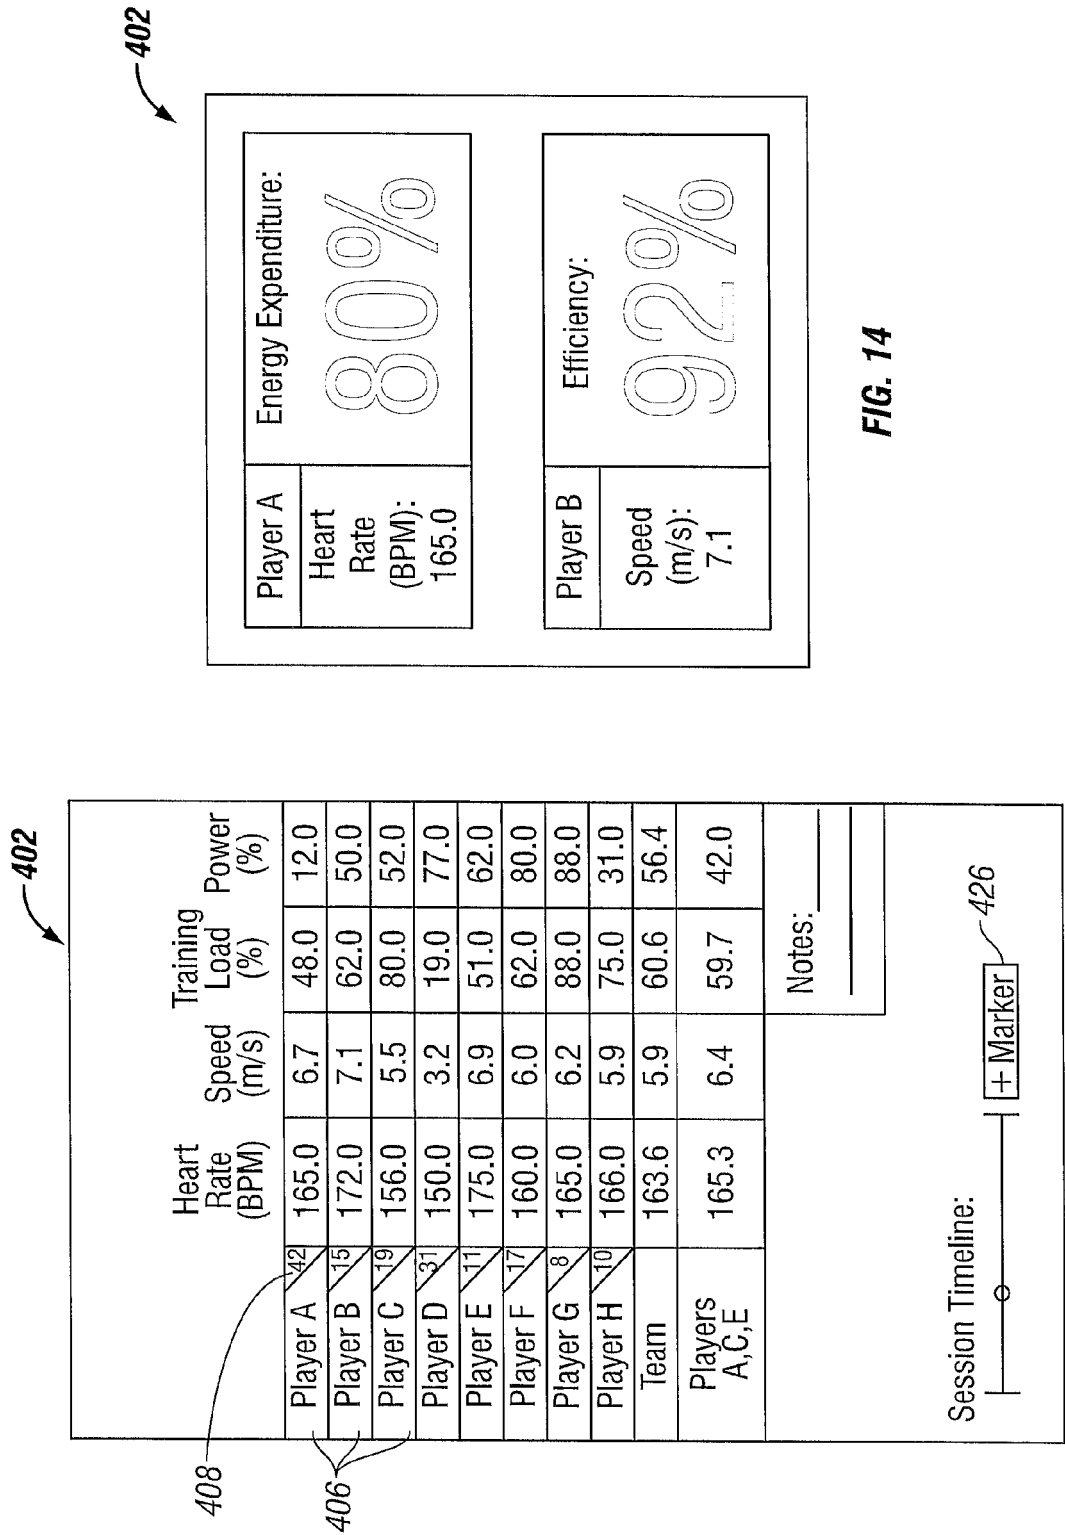 402
Heart Rate (BPM) Speed (m/s) Training Load (%) Power (%)
408
406
Player A 42 165.0 6.7 48.0 12.0
Player B 15 172.0 7.1 62.0 50.0
Player C 19 156.0 5.5 80.0 52.0
Player D 31 150.0 3.2 19.0 77.0
Player E 11 175.0 6.9 51.0 62.0
Player F 17 160.0 6.0 62.0 80.0
Player G 8 165.0 6.2 88.0 88.0
Player H 10 166.0 5.9 75.0 31.0
Team 163.6 5.9 60.6 56.4
Players A,C,E 165.3 6.4 59.7 42.0
Notes:
Session Timeline:
+ Marker
426
402
Player A
Heart
Rate
(BPM):
165.0
Energy Expenditure:
80%
Player B
Speed
(m/s):
7.1
Efficiency:
92%
FIG. 14